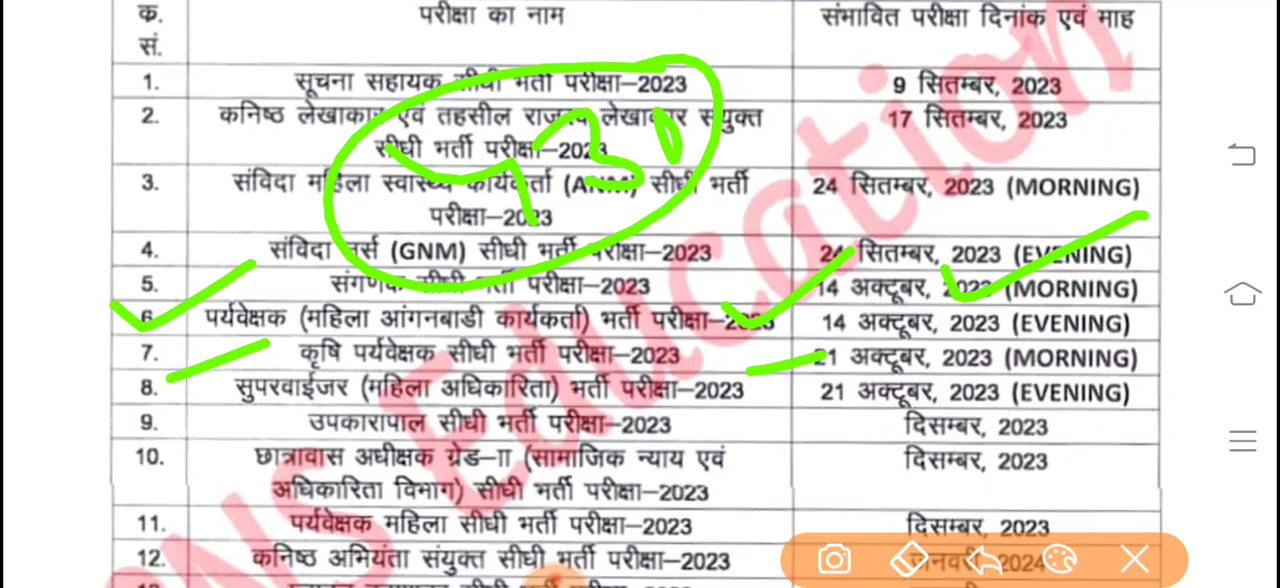 क. सं. परीक्षा का नाम संभावित परीक्षा दिनांक एवं माह
1. सूचना सहायक सीधी भर्ती परीक्षा–2023 9 सितम्बर, 2023
2. कनिष्ठ लेखाकार एवं तहसील राजस्व लेखाकार संयुक्त 17 सितम्बर, 2023
सीधी भर्ती परीक्षा–2023
3. संविदा महिला स्वास्थ्य कार्यकर्ता (ANM) सीधी भर्ती 24 सितम्बर, 2023 (MORNING)
परीक्षा–2023
4. संविदा नर्स (GNM) सीधी भर्ती परीक्षा–2023 24 सितम्बर, 2023 (EVENING)
5. संगणक सीधी भर्ती परीक्षा–2023 14 अक्टूबर, 2023 (MORNING)
6. पर्यवेक्षक (महिला आंगनबाडी कार्यकर्ता) भर्ती परीक्षा–2023 14 अक्टूबर, 2023 (EVENING)
7. कृषि पर्यवेक्षक सीधी भर्ती परीक्षा–2023 21 अक्टूबर, 2023 (MORNING)
8. सुपरवाईजर (महिला अधिकारिता) भर्ती परीक्षा–2023 21 अक्टूबर, 2023 (EVENING)
9. उपकारापाल सीधी भर्ती परीक्षा–2023 दिसम्बर, 2023
10. छात्रावास अधीक्षक ग्रेड–II (सामाजिक न्याय एवं दिसम्बर, 2023
अधिकारिता विभाग) सीधी भर्ती परीक्षा–2023
11. पर्यवेक्षक महिला सीधी भर्ती परीक्षा–2023 दिसम्बर, 2023
12. कनिष्ठ अभियंता संयुक्त सीधी भर्ती परीक्षा–2023 जनवरी, 2024
NS Education